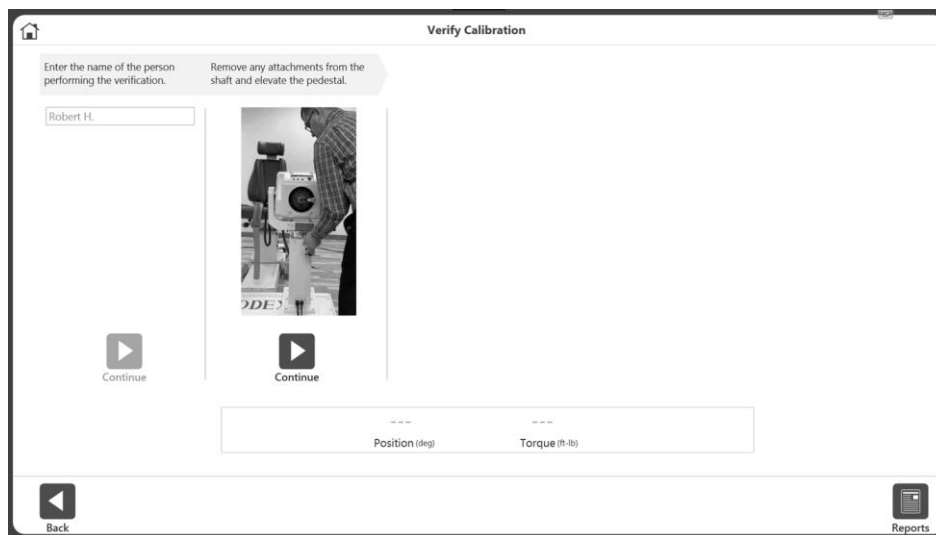 Verify Calibration
Enter the name of the person
performing the verification.
Remove any attachments from the
shaft and elevate the pedestal.
Robert H.
ODEX
Continue
Continue
---
---
Position (deg)
Torque (ft-lb)
Back
Reports